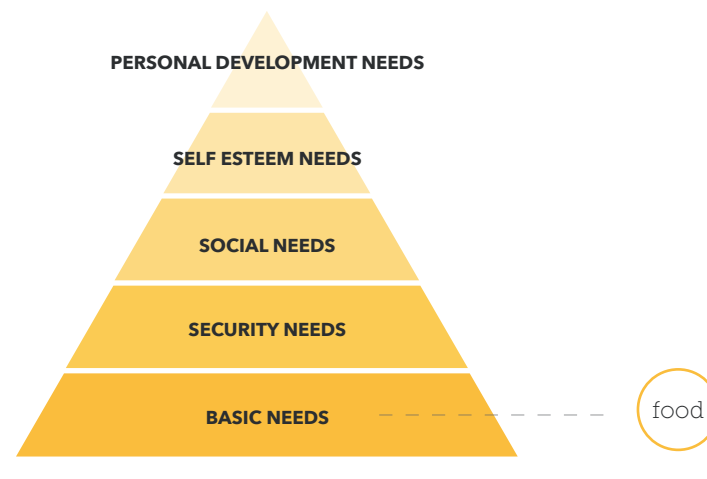 PERSONAL DEVELOPMENT NEEDS
SELF ESTEEM NEEDS
SOCIAL NEEDS
SECURITY NEEDS
BASIC NEEDS
food